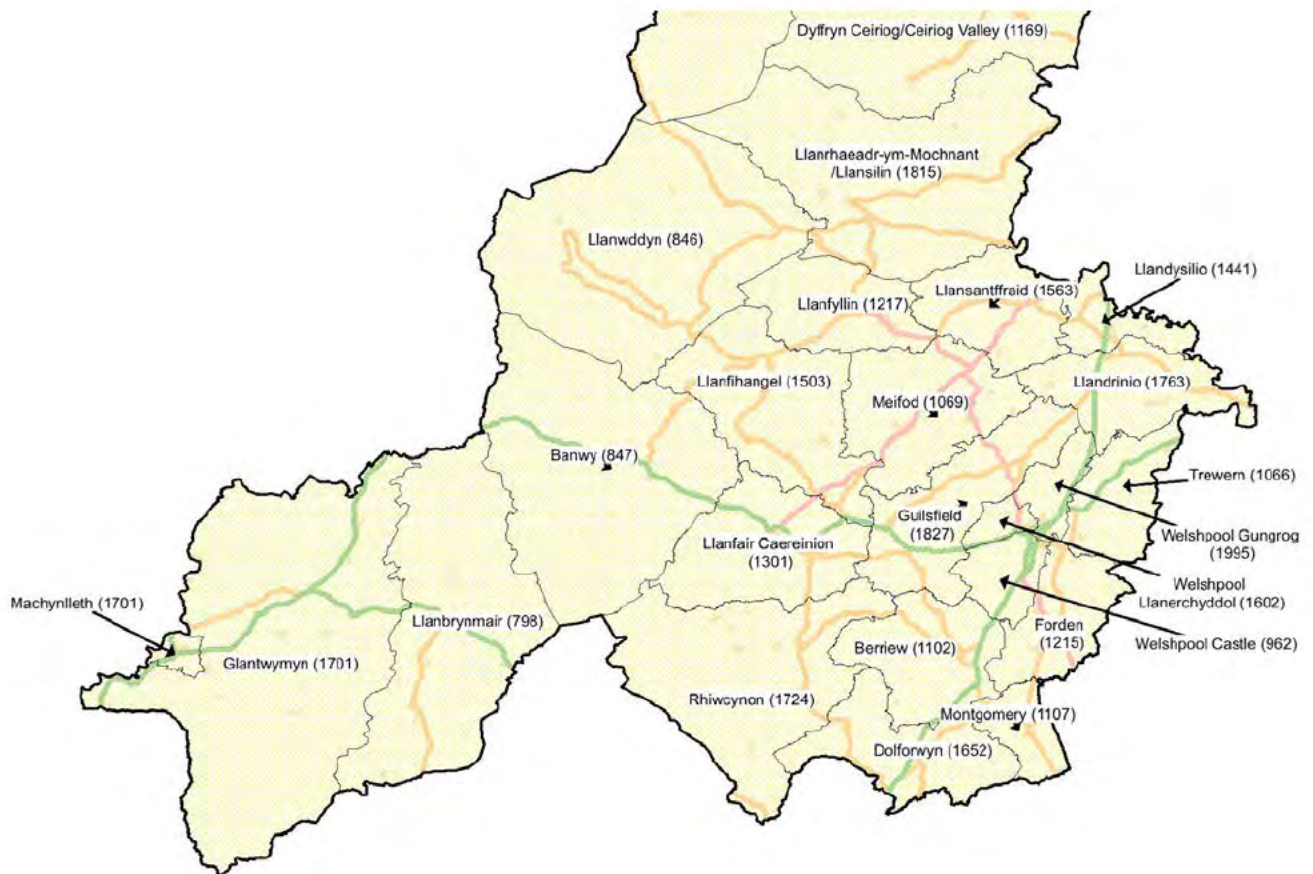 Dyffryn Ceiriog/Ceiriog Valley (1169)
Llanrhaeadr-ym-Mochnant
/Llansilin (1815)
Llanwddyn (846)
Llandysilio (1441)
Llansantffraid (1563)
Llanfyllin (1217)
Llanfihangel (1503)
Llandrinio (1763)
Meifod (1069)
Banwy (847)
Trewern (1066)
Guilsfield
(1827)
Welshpool Gungrog
(1995)
Llanfair Caereinion
(1301)
Welshpool
Llanerchyddol (1602)
Machynlleth (1701)
Llanbrynmair (798)
Forden
(1215)
Welshpool Castle (962)
Glantwymyn (1701)
Berriew (1102)
Rhiwcynon (1724)
Montgomery (1107)
Dolforwyn (1652)